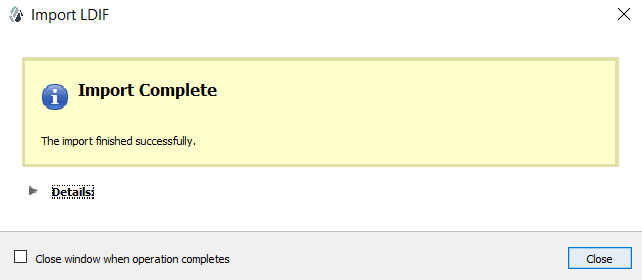 Import LDIF
Import Complete
The import finished successfully.
Details:
Close window when operation completes
Close